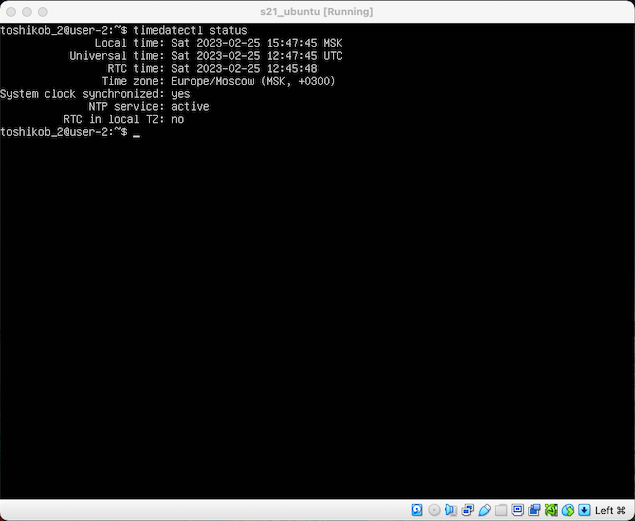 s21_ubuntu [Running]
toshikob_2@user-2:~$ timedatectl status
Local time: Sat 2023-02-25 15:47:45 MSK
Universal time: Sat 2023-02-25 12:47:45 UTC
RTC time: Sat 2023-02-25 12:45:48
Time zone: Europe/Moscow (MSK, +0300)
System clock synchronized: yes
NTP service: active
RTC in local TZ: no
toshikob_2@user-2:~$ _
Left ⌘